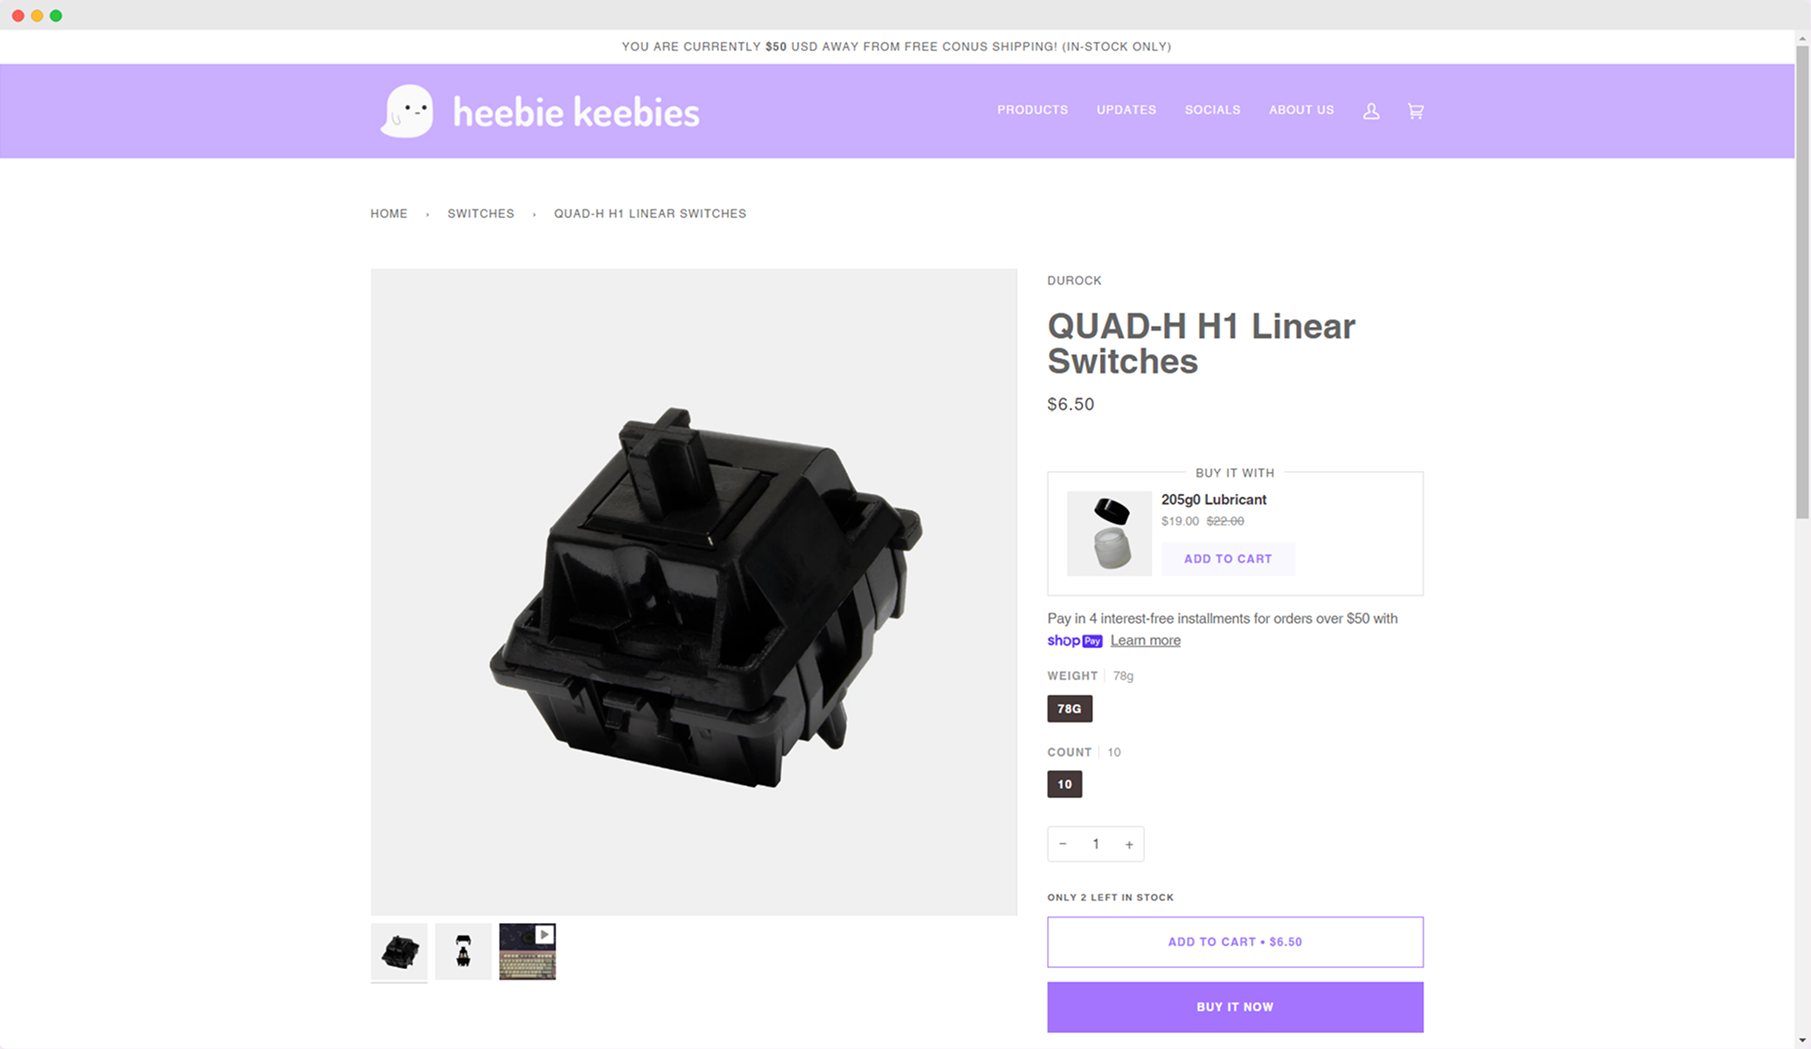 YOU ARE CURRENTLY $50 USD AWAY FROM FREE CONUS SHIPPING! (IN-STOCK ONLY)
heebie keebies
PRODUCTS
UPDATES
SOCIALS
ABOUT US
HOME › SWITCHES › QUAD-H H1 LINEAR SWITCHES
DUROCK
QUAD-H H1 Linear
Switches
$6.50
BUY IT WITH
205g0 Lubricant
$19.00 $22.00
ADD TO CART
Pay in 4 interest-free installments for orders over $50 with
shop Pay Learn more
WEIGHT 78g
78G
COUNT 10
10
− 1 +
ONLY 2 LEFT IN STOCK
ADD TO CART • $6.50
BUY IT NOW